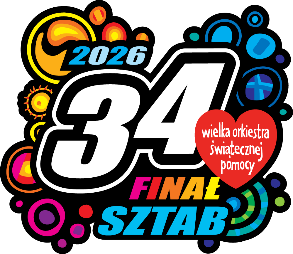 2026
34
wielka orkiestra
świątecznej
pomocy
FINAŁ
SZTAB